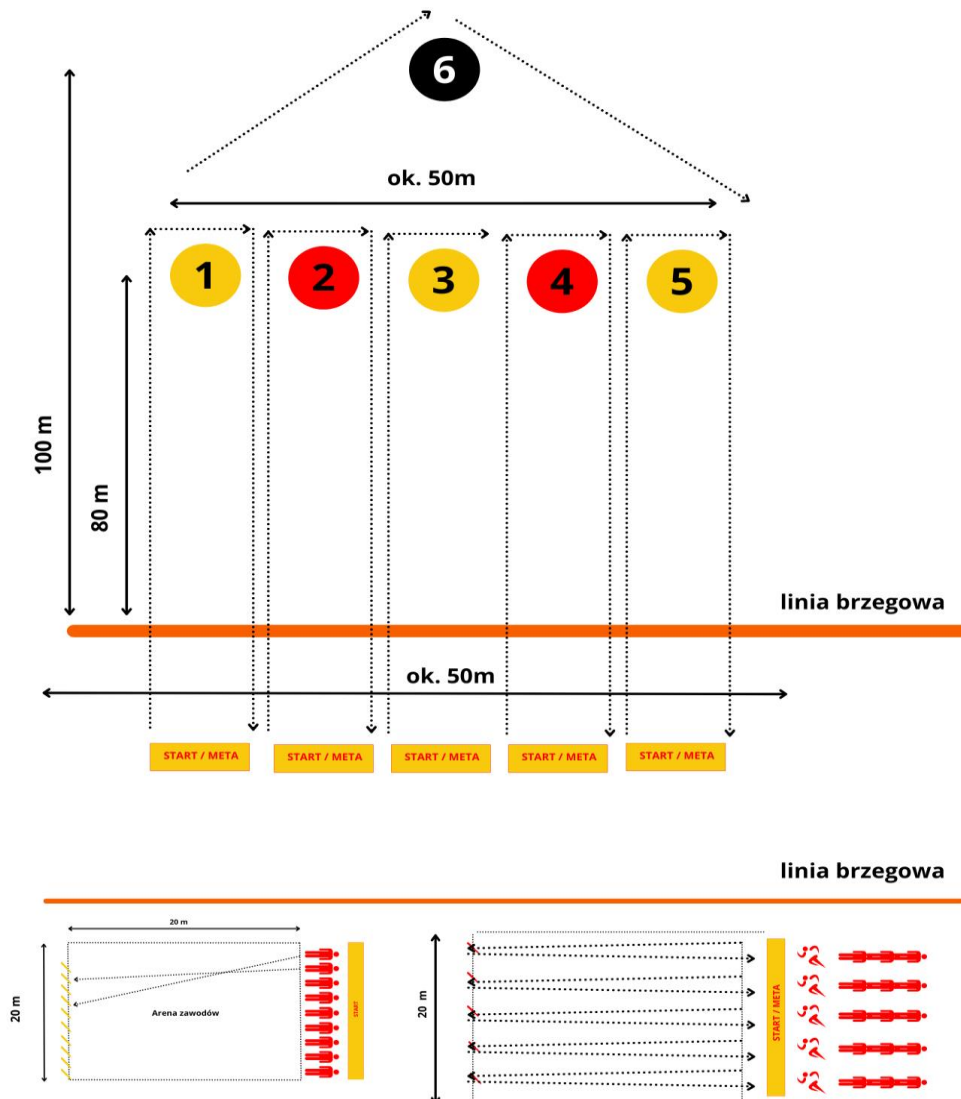 6
ok. 50m
1 2 3 4 5
100 m
80 m
linia brzegowa
ok. 50m
START / META START / META START / META START / META START / META
linia brzegowa
20 m
20 m
Arena zawodów
START
20 m
START / META